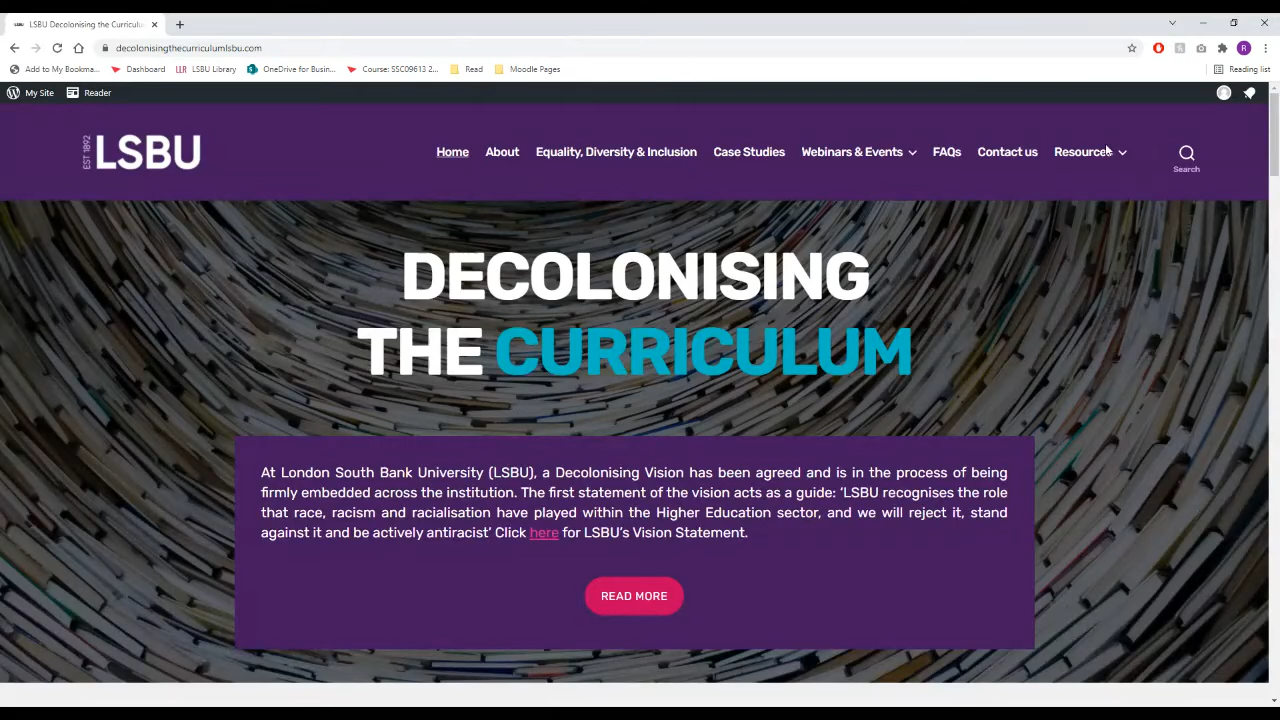 LSBU Decolonising the Curricul
decolonisingthecurriculumlsbu.com
R
Add to My Bookma...
Dashboard
LLR LSBU Library
OneDrive for Busin...
Course: SSC09613 2...
Read
Moodle Pages
Reading list
My Site
Reader
EST 1892
LSBU
Home
About
Equality, Diversity & Inclusion
Case Studies
Webinars & Events
FAQs
Contact us
Resources
Search
DECOLONISING
THE CURRICULUM
At London South Bank University (LSBU), a Decolonising Vision has been agreed and is in the process of being
firmly embedded across the institution. The first statement of the vision acts as a guide: ‘LSBU recognises the role
that race, racism and racialisation have played within the Higher Education sector, and we will reject it, stand
against it and be actively antiracist’ Click here for LSBU’s Vision Statement.
READ MORE